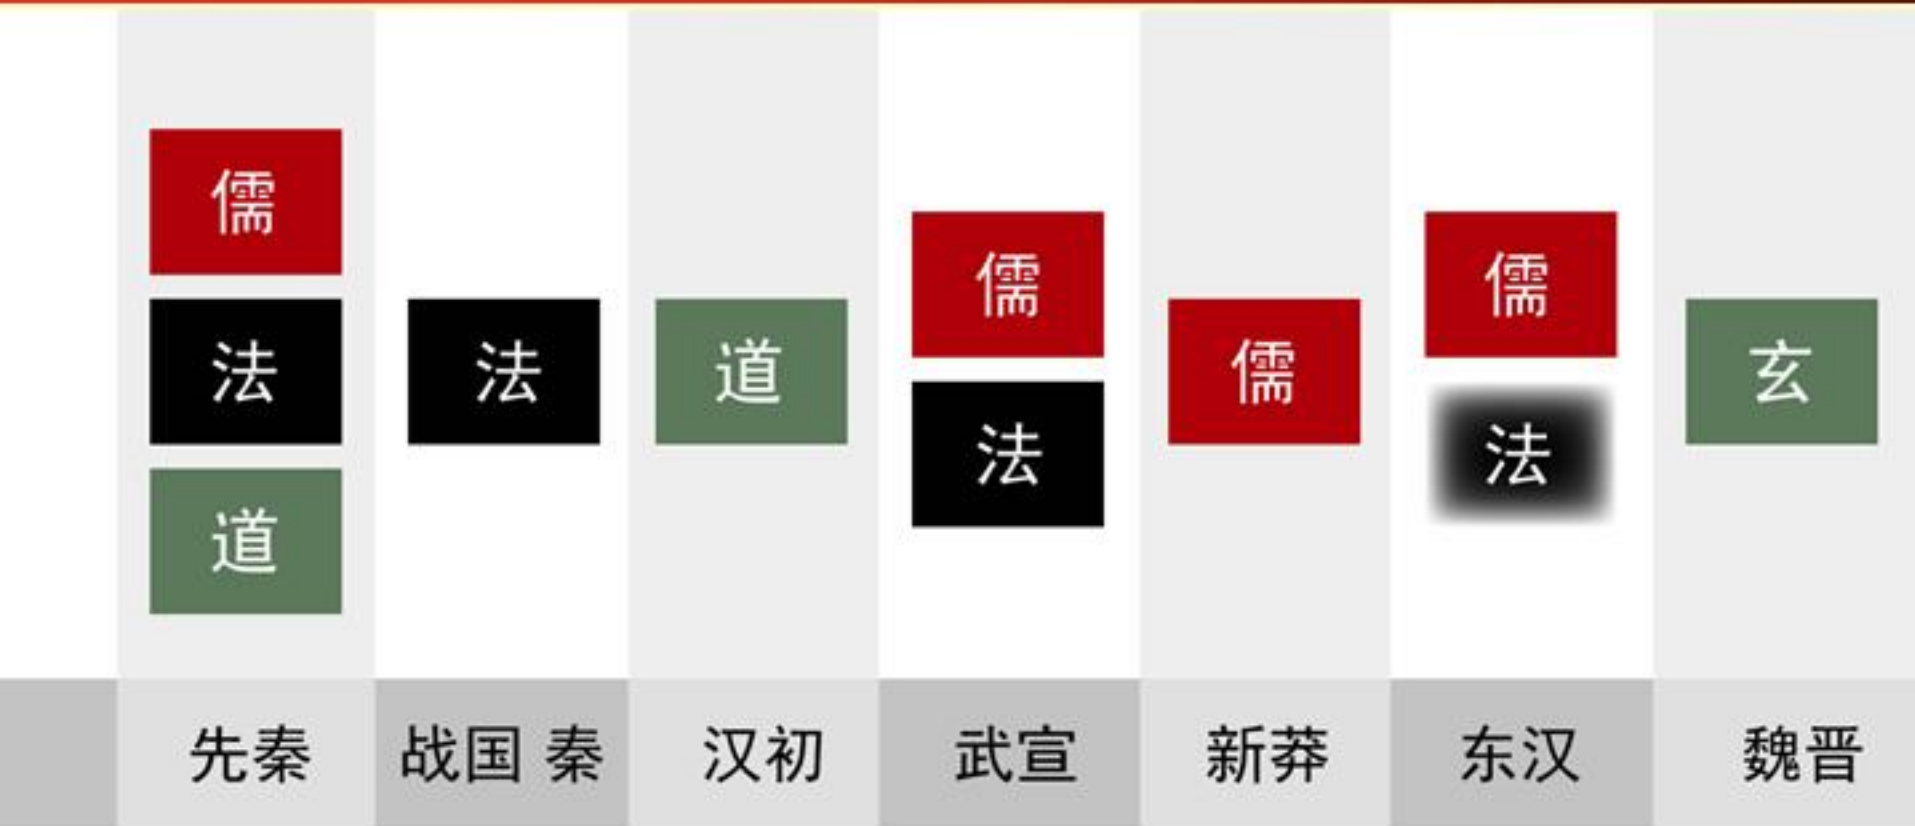 儒
法
道
法
道
儒
法
儒
儒
法
玄
先秦 战国 秦 汉初 武宣 新莽 东汉 魏晋